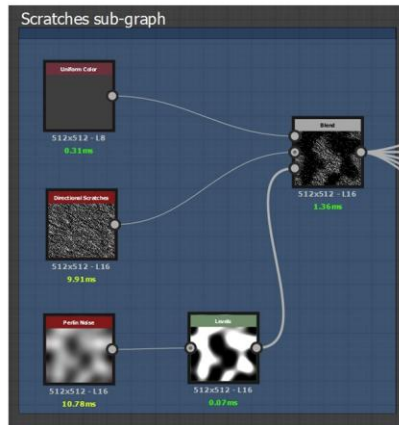 Scratches sub-graph
Uniform Color
512x512 - L8
0.31ms
Blend
512x512 - L16
1.36ms
Directional Scratches
512x512 - L16
9.91ms
Perlin Noise
512x512 - L16
10.78ms
Levels
512x512 - L16
0.07ms